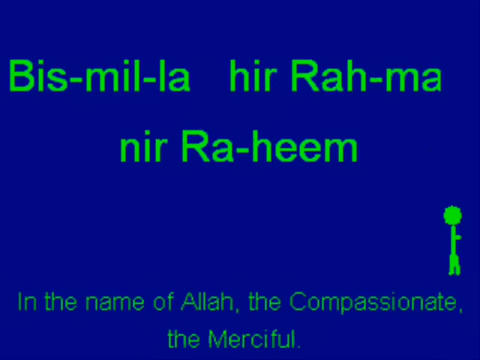 Bis-mil-la hir Rah-ma
nir Ra-heem
In the name of Allah, the Compassionate,
the Merciful.